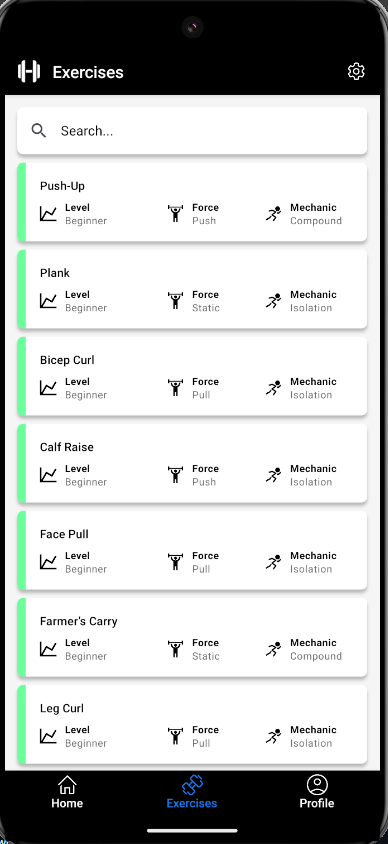 Exercises
Search...
Push-Up
Level Force Mechanic
Beginner Push Compound
Plank
Level Force Mechanic
Beginner Static Isolation
Bicep Curl
Level Force Mechanic
Beginner Pull Isolation
Calf Raise
Level Force Mechanic
Beginner Push Isolation
Face Pull
Level Force Mechanic
Beginner Pull Isolation
Farmer's Carry
Level Force Mechanic
Beginner Static Compound
Leg Curl
Level Force Mechanic
Beginner Pull Isolation
Home Exercises Profile